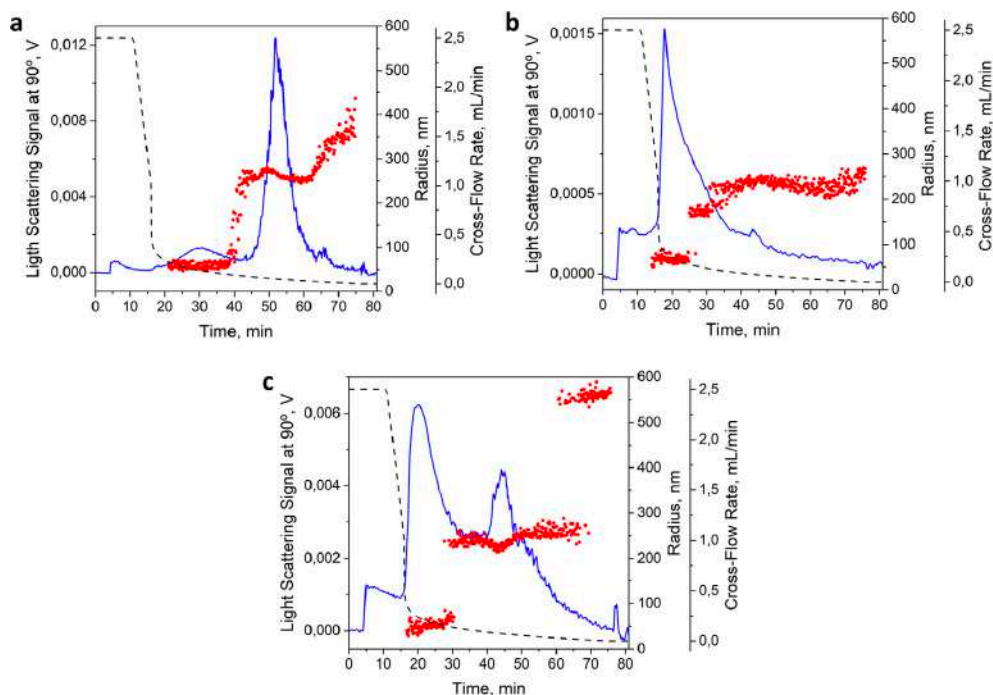 a
Ligth Scattering Signal at 90º, V
0,012
0,008
0,004
0,000
0 10 20 30 40 50 60 70 80
Time, min
600
500
400
300
200
100
0
Radius, nm
2,5
2,0
1,5
1,0
0,5
0,0
Cross-Flow Rate, mL/min
b
Light Scattering Signal at 90º, V
0,0015
0,0010
0,0005
0,0000
0 10 20 30 40 50 60 70 80
Time, min
600
500
400
300
200
100
0
Radius, nm
2,5
2,0
1,5
1,0
0,5
0,0
Cross-Flow Rate, mL/min
c
Light Scattering Signal at 90º, V
0,006
0,004
0,002
0,000
0 10 20 30 40 50 60 70 80
Time, min
600
500
400
300
200
100
0
Radius, nm
2,5
2,0
1,5
1,0
0,5
0,0
Cross-Flow Rate, mL/min